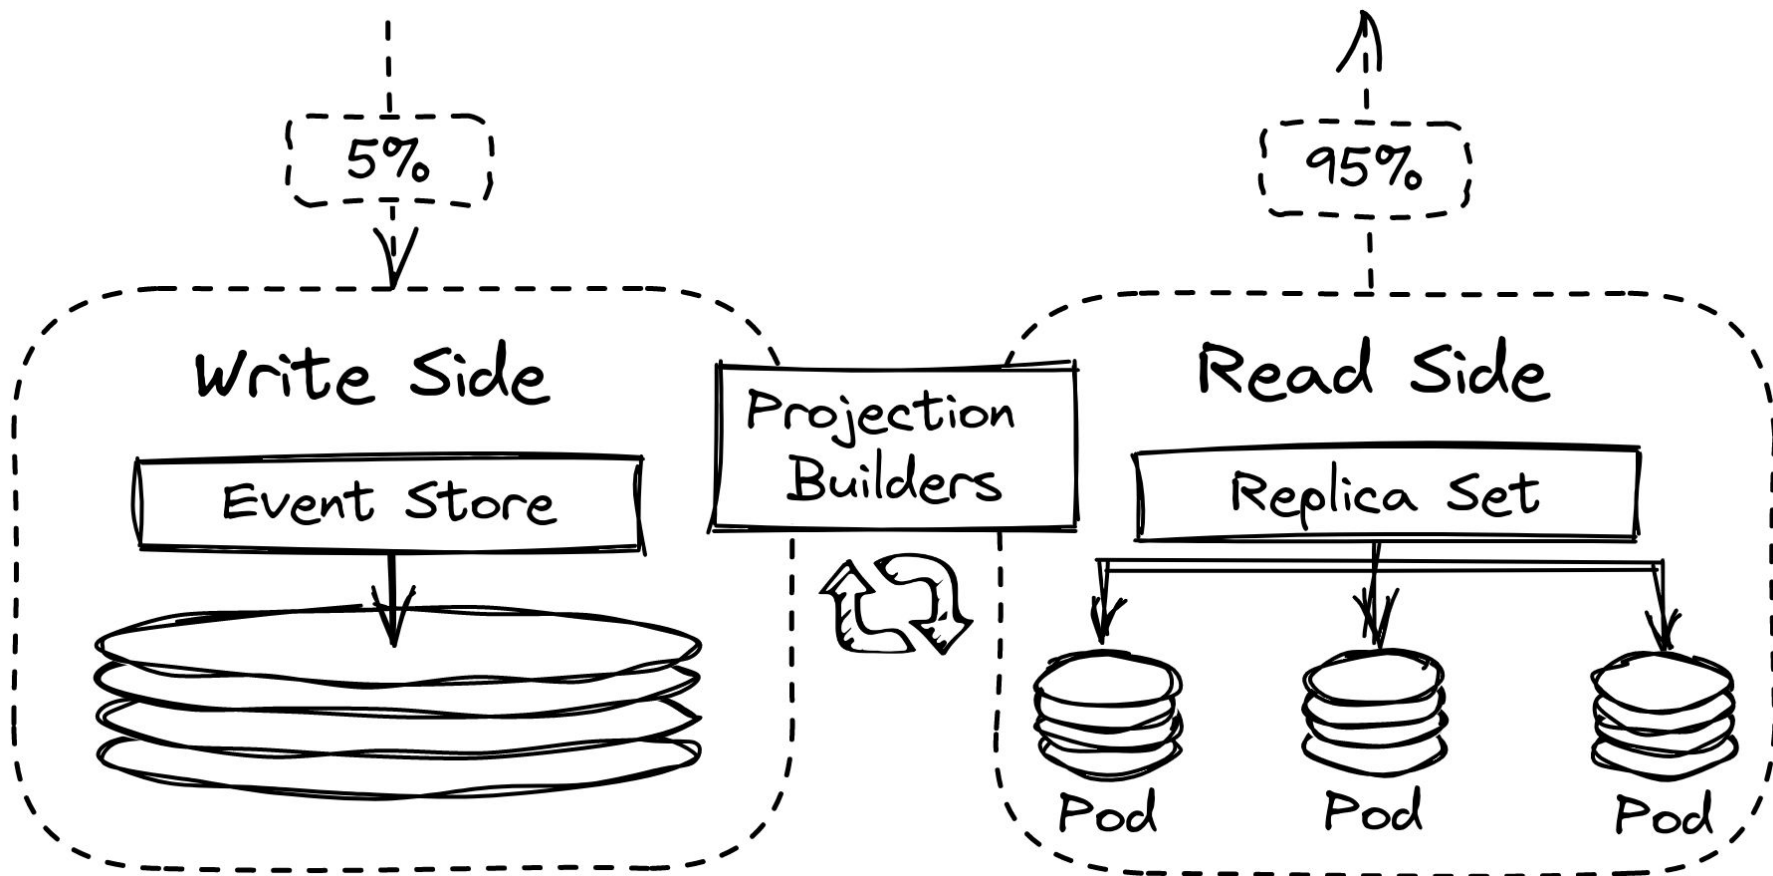 5%
95%
Write Side
Read Side
Projection
Builders
Event Store
Replica Set
Pod
Pod
Pod